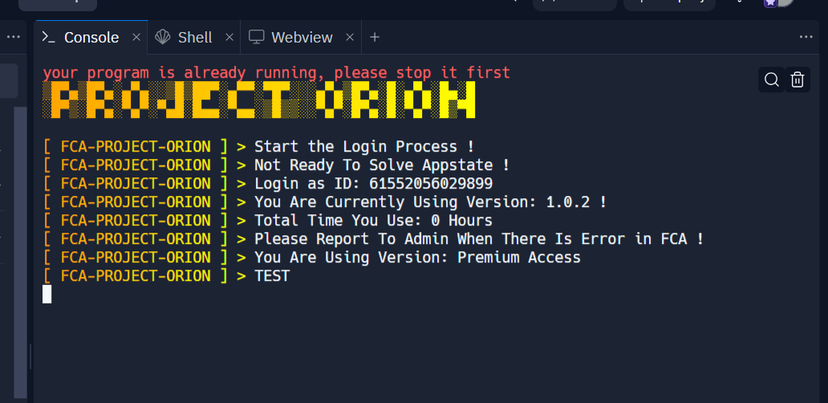 Console
Shell
Webview
your program is already running, please stop it first
PROJECT ORION
[ FCA-PROJECT-ORION ] > Start the Login Process !
[ FCA-PROJECT-ORION ] > Not Ready To Solve Appstate !
[ FCA-PROJECT-ORION ] > Login as ID: 61552056029899
[ FCA-PROJECT-ORION ] > You Are Currently Using Version: 1.0.2 !
[ FCA-PROJECT-ORION ] > Total Time You Use: 0 Hours
[ FCA-PROJECT-ORION ] > Please Report To Admin When There Is Error in FCA !
[ FCA-PROJECT-ORION ] > You Are Using Version: Premium Access
[ FCA-PROJECT-ORION ] > TEST